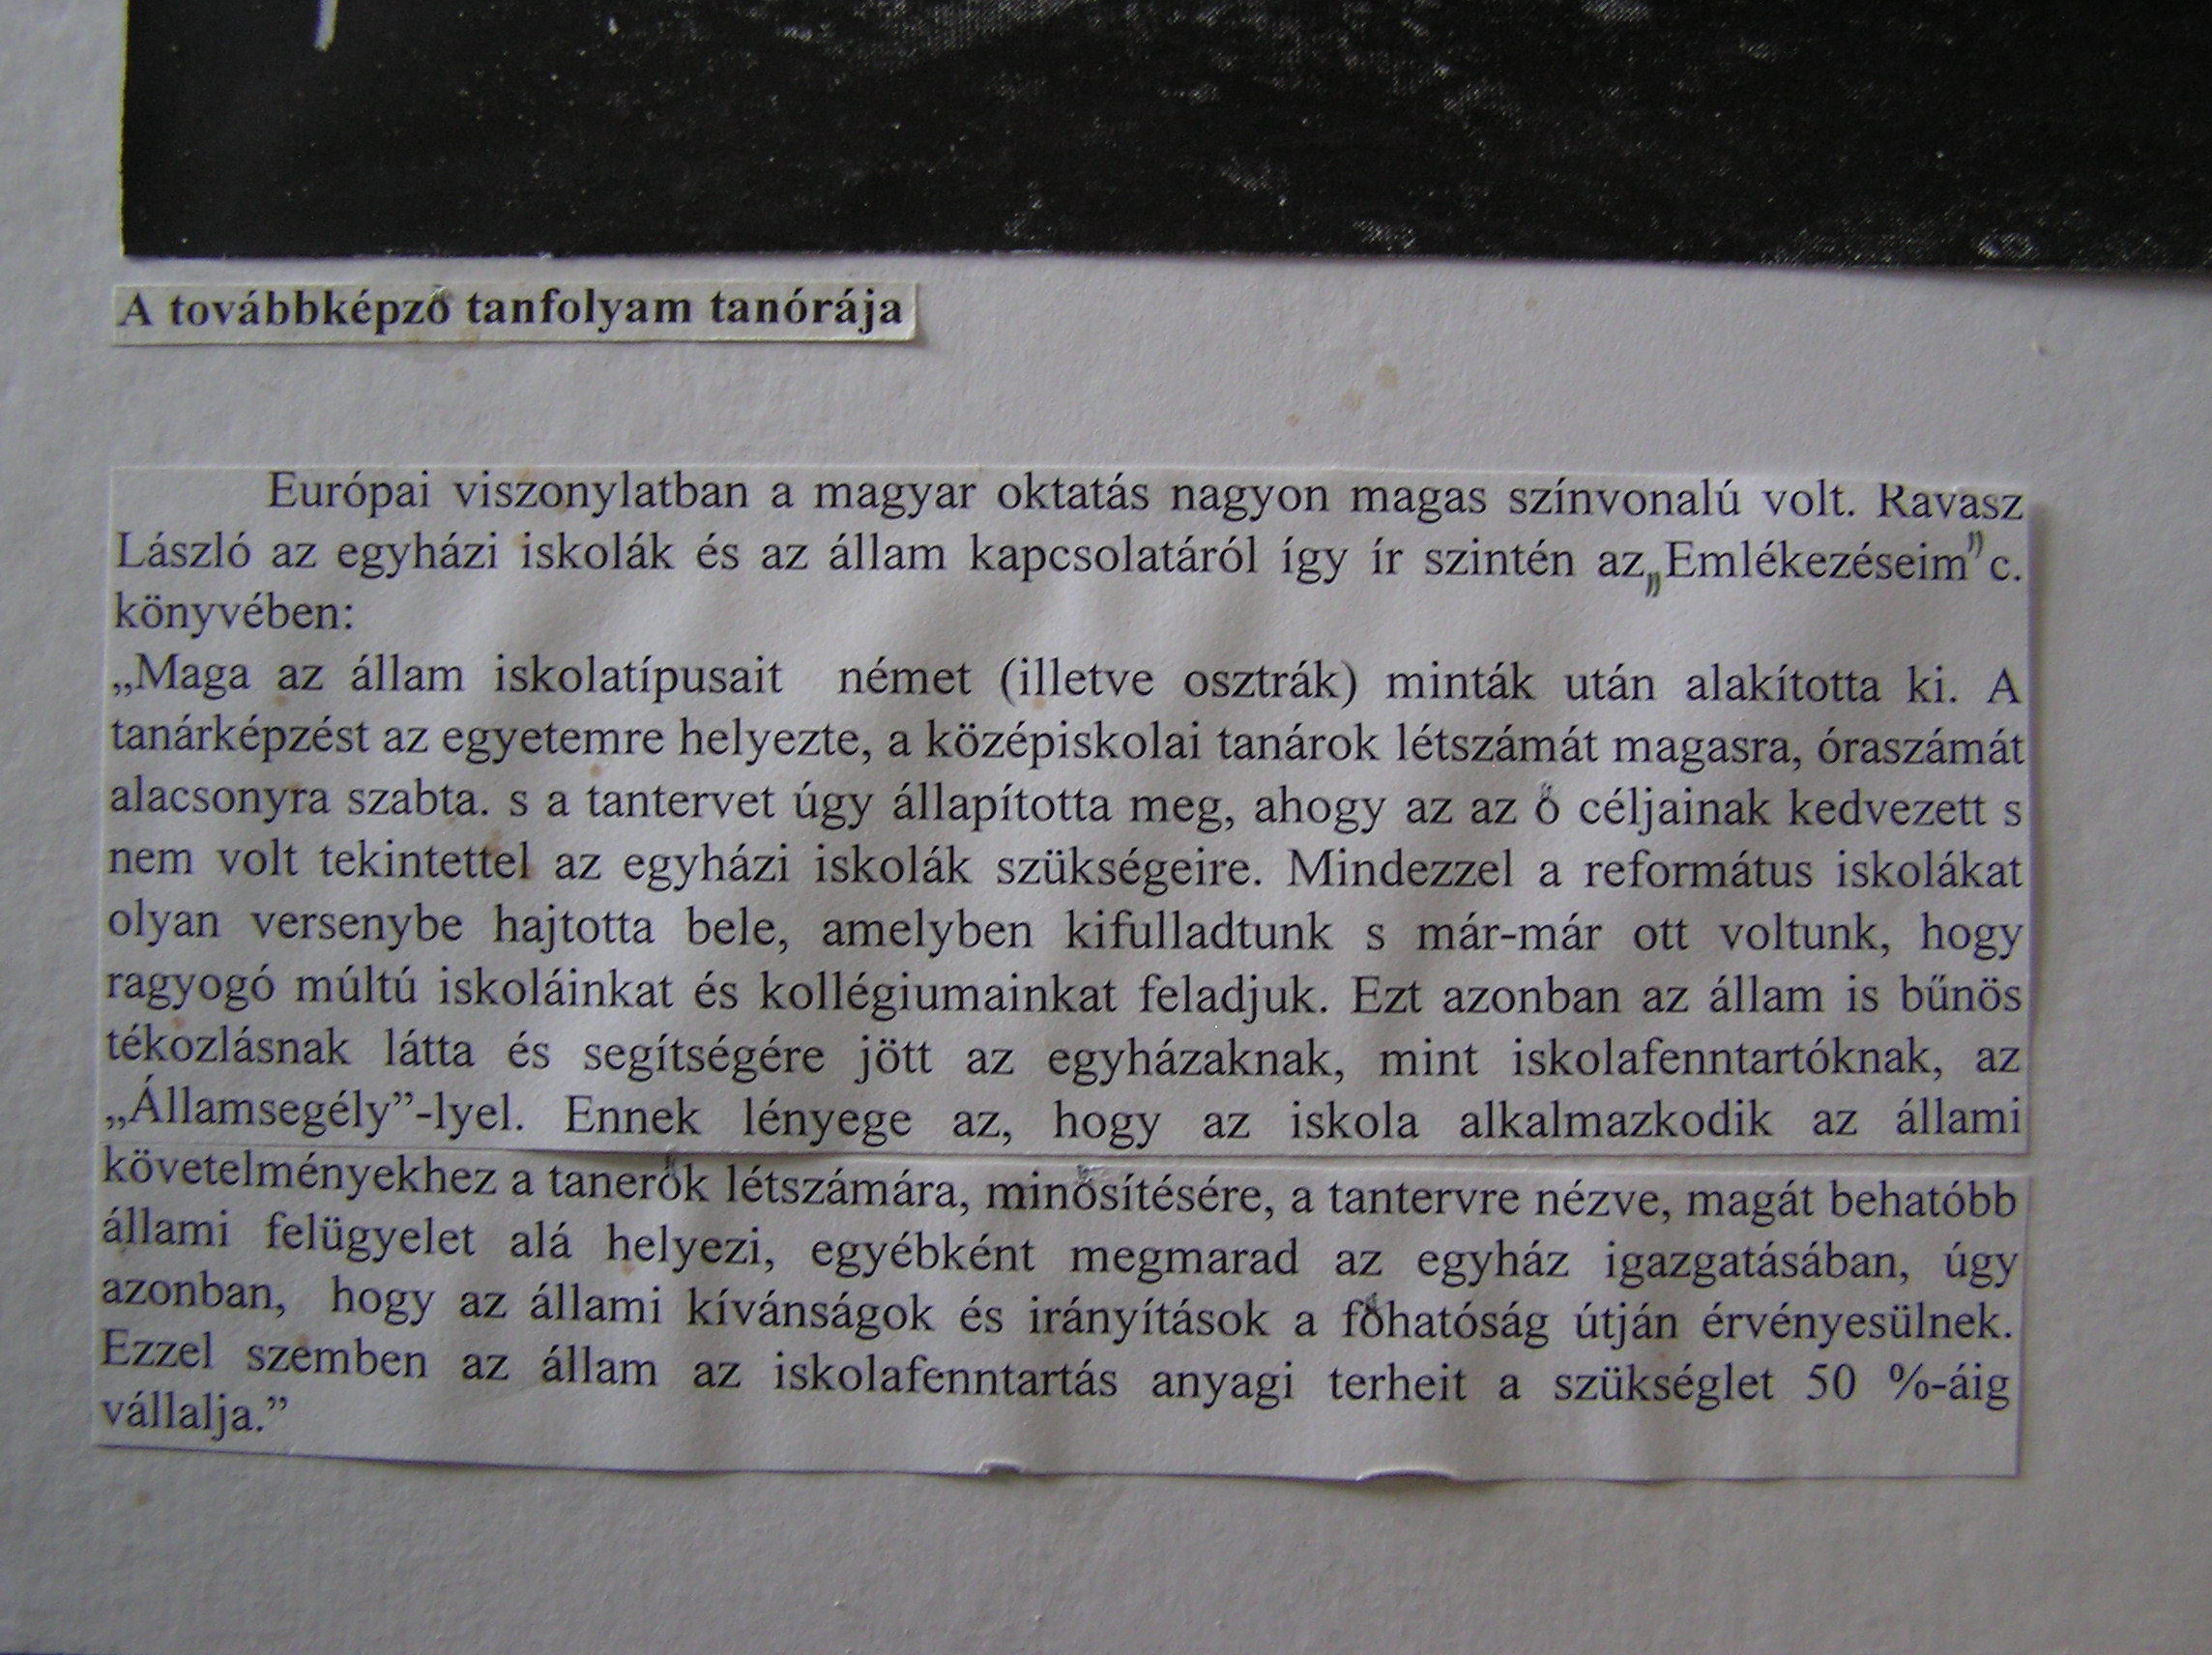 A továbbképző tanfolyam tanórája
Európai viszonylatban a magyar oktatás nagyon magas színvonalú volt. Ravasz
László az egyházi iskolák és az állam kapcsolatáról így ír szintén az „Emlékezéseim” c.
könyvében:
„Maga az állam iskolatípusait német (illetve osztrák) minták után alakította ki. A
tanárképzést az egyetemre helyezte, a középiskolai tanárok létszámát magasra, óraszámát
alacsonyra szabta. s a tantervet úgy állapította meg, ahogy az az ő céljainak kedvezett s
nem volt tekintettel az egyházi iskolák szükségeire. Mindezzel a református iskolákat
olyan versenybe hajtotta bele, amelyben kifulladtunk s már-már ott voltunk, hogy
ragyogó múltú iskoláinkat és kollégiumainkat feladjuk. Ezt azonban az állam is bűnös
tékozlásnak látta és segítségére jött az egyházaknak, mint iskolafenntartóknak, az
„Államsegély”-lyel. Ennek lényege az, hogy az iskola alkalmazkodik az állami
követelményekhez a tanerők létszámára, minősítésére, a tantervre nézve, magát behatóbb
állami felügyelet alá helyezi, egyébként megmarad az egyház igazgatásában, úgy
azonban, hogy az állami kívánságok és irányítások a főhatóság útján érvényesülnek.
Ezzel szemben az állam az iskolafenntartás anyagi terheit a szükséglet 50 %-áig
vállalja.”